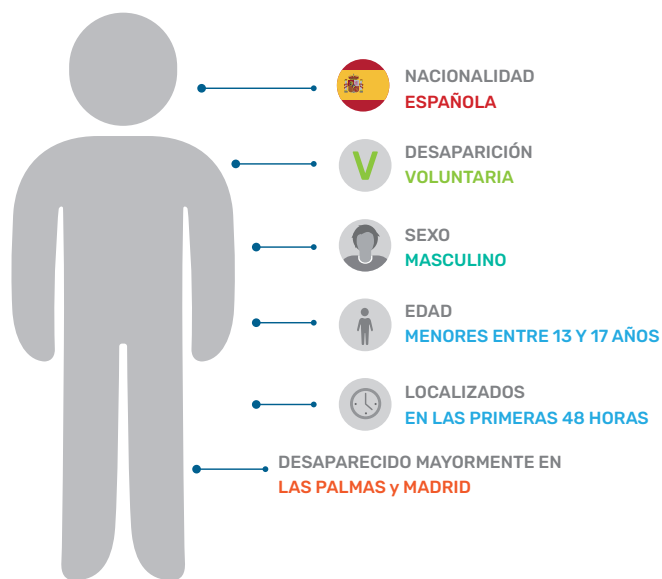 NACIONALIDAD
ESPAÑOLA
V
DESAPARICIÓN
VOLUNTARIA
SEXO
MASCULINO
EDAD
MENORES ENTRE 13 Y 17 AÑOS
LOCALIZADOS
EN LAS PRIMERAS 48 HORAS
DESAPARECIDO MAYORMENTE EN
LAS PALMAS y MADRID